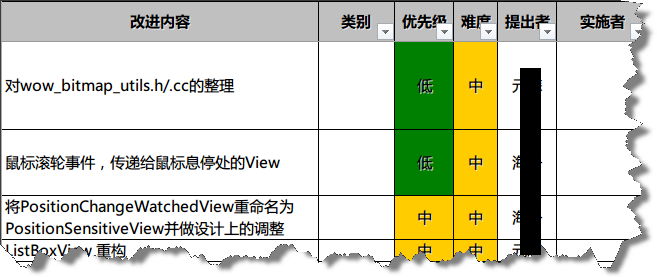 改进内容 类别 优先级 难度 提出者 实施者
对wow_bitmap_utils.h/.cc的整理 低 中 元
鼠标滚轮事件，传递给鼠标息停处的View 低 中 海
将PositionChangeWatchedView重命名为
PositionSensitiveView并做设计上的调整 中 中 海
ListBoxView 重构 中 中 元